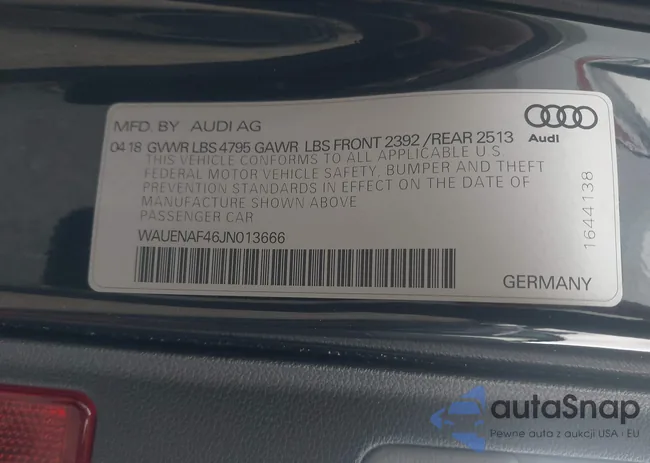 MFD. BY AUDI AG
04 18 GVWR LBS 4795 GAWR LBS FRONT 2392 / REAR 2513
THIS VEHICLE CONFORMS TO ALL APPLICABLE U.S
FEDERAL MOTOR VEHICLE SAFETY, BUMPER AND THEFT
PREVENTION STANDARDS IN EFFECT ON THE DATE OF
MANUFACTURE SHOWN ABOVE
PASSENGER CAR
WAUENAF46JN013666
Audi
1644138
GERMANY
autaSnap
Pewne auta z aukcji USA · EU